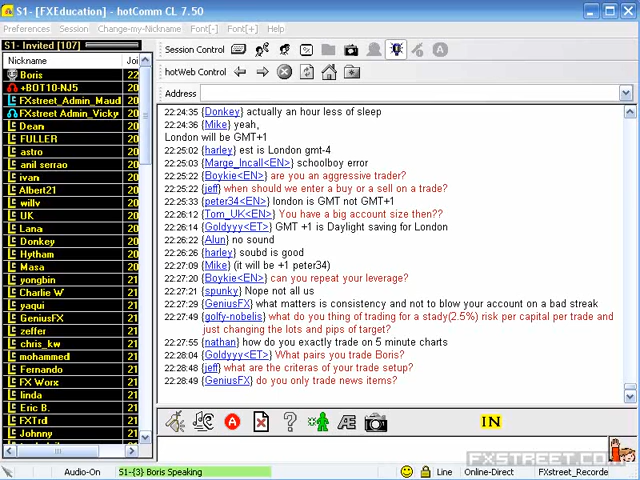 S1- [FXEducation] - hotComm CL 7.50
Preferences Session Change-my-Nickname Font[-] Font[+] Help
S1- Invited [107]
Session Control
Nickname Joi
hotWeb Control
Address
Boris 22
+BOT10-NJ5 20
FXstreet_Admin_Maud 20
FXstreet Admin_Vicky 20
Dean 20
FULLER 20
astro 20
anil serrao 20
ivan 20
Albert21 20
willv 20
UK 20
Lana 20
Donkey 20
Hytham 20
Masa 20
yongbin 21
Charlie W 21
yaqui 21
GeniusFX 21
zeffer 21
chris_kw 21
mohammed 21
Fernando 21
FX Worx 21
linda 21
Eric B. 21
FXTrd 21
Johnny 21
22:24:35 {Donkey} actually an hour less of sleep
22:24:36 {Mike} yeah,
London will be GMT+1
22:25:02 {harley} est is London gmt-4
22:25:03 {Marge_Incall<EN>} schoolboy error
22:25:22 {Boykie<EN>} are you an aggressive trader?
22:25:22 {jeff} when should we enter a buy or a sell on a trade?
22:25:33 {peter34<EN>} london is GMT not GMT+1
22:26:12 {Tom_UK<EN>} You have a big account size then??
22:26:14 {Goldyyy<ET>} GMT +1 is Daylight saving for London
22:26:22 {Alun} no sound
22:26:26 {harley} soubd is good
22:27:09 {Mike} (it will be +1 peter34)
22:27:20 {Boykie<EN>} can you repeat your leverage?
22:27:21 {spunky} Nope not all us
22:27:29 {GeniusFX} what matters is consistency and not to blow your account on a bad streak
22:27:49 {golfy-nobelis} what do you thing of trading for a stady(2.5%) risk per capital per trade and
just changing the lots and pips of target?
22:27:55 {nathan} how do you exactly trade on 5 minute charts
22:28:04 {Goldyyy<ET>} What pairs you trade Boris?
22:28:48 {jeff} what are the criteras of your trade setup?
22:28:49 {GeniusFX} do you only trade news items?
IN
FXSTREET.COM
Audio-On S1-{3} Boris Speaking Line Online-Direct FXstreet_Recorde